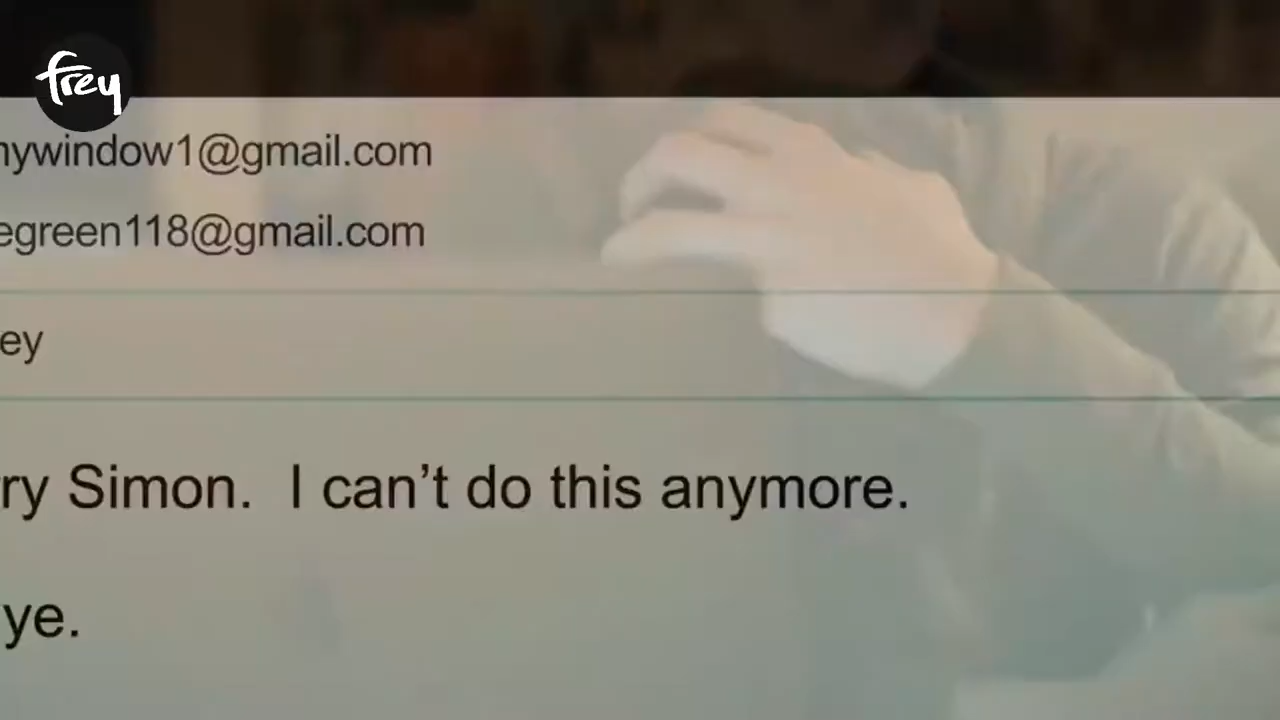 frey
nywindow1@gmail.com
egreen118@gmail.com
ey
ry Simon. I can't do this anymore.
ye.